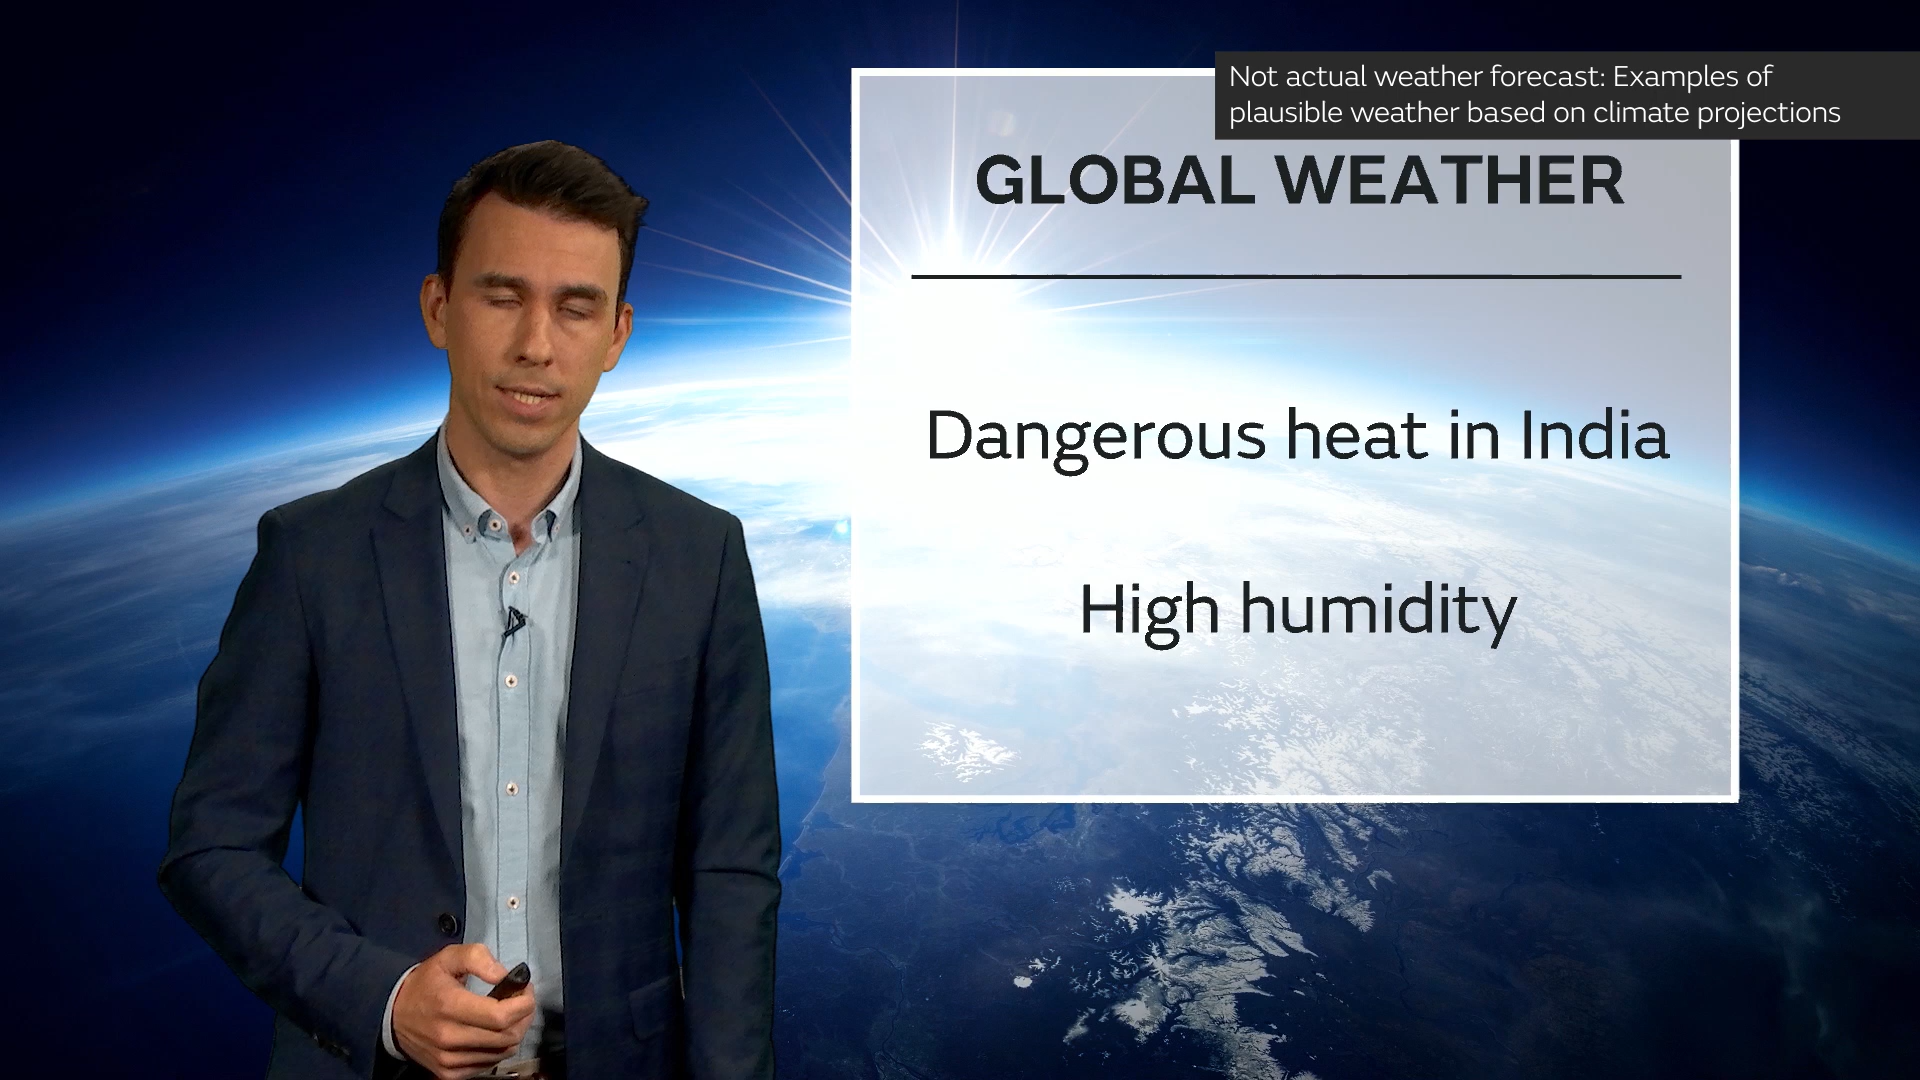 Not actual weather forecast: Examples of
plausible weather based on climate projections
GLOBAL WEATHER
Dangerous heat in India
High humidity